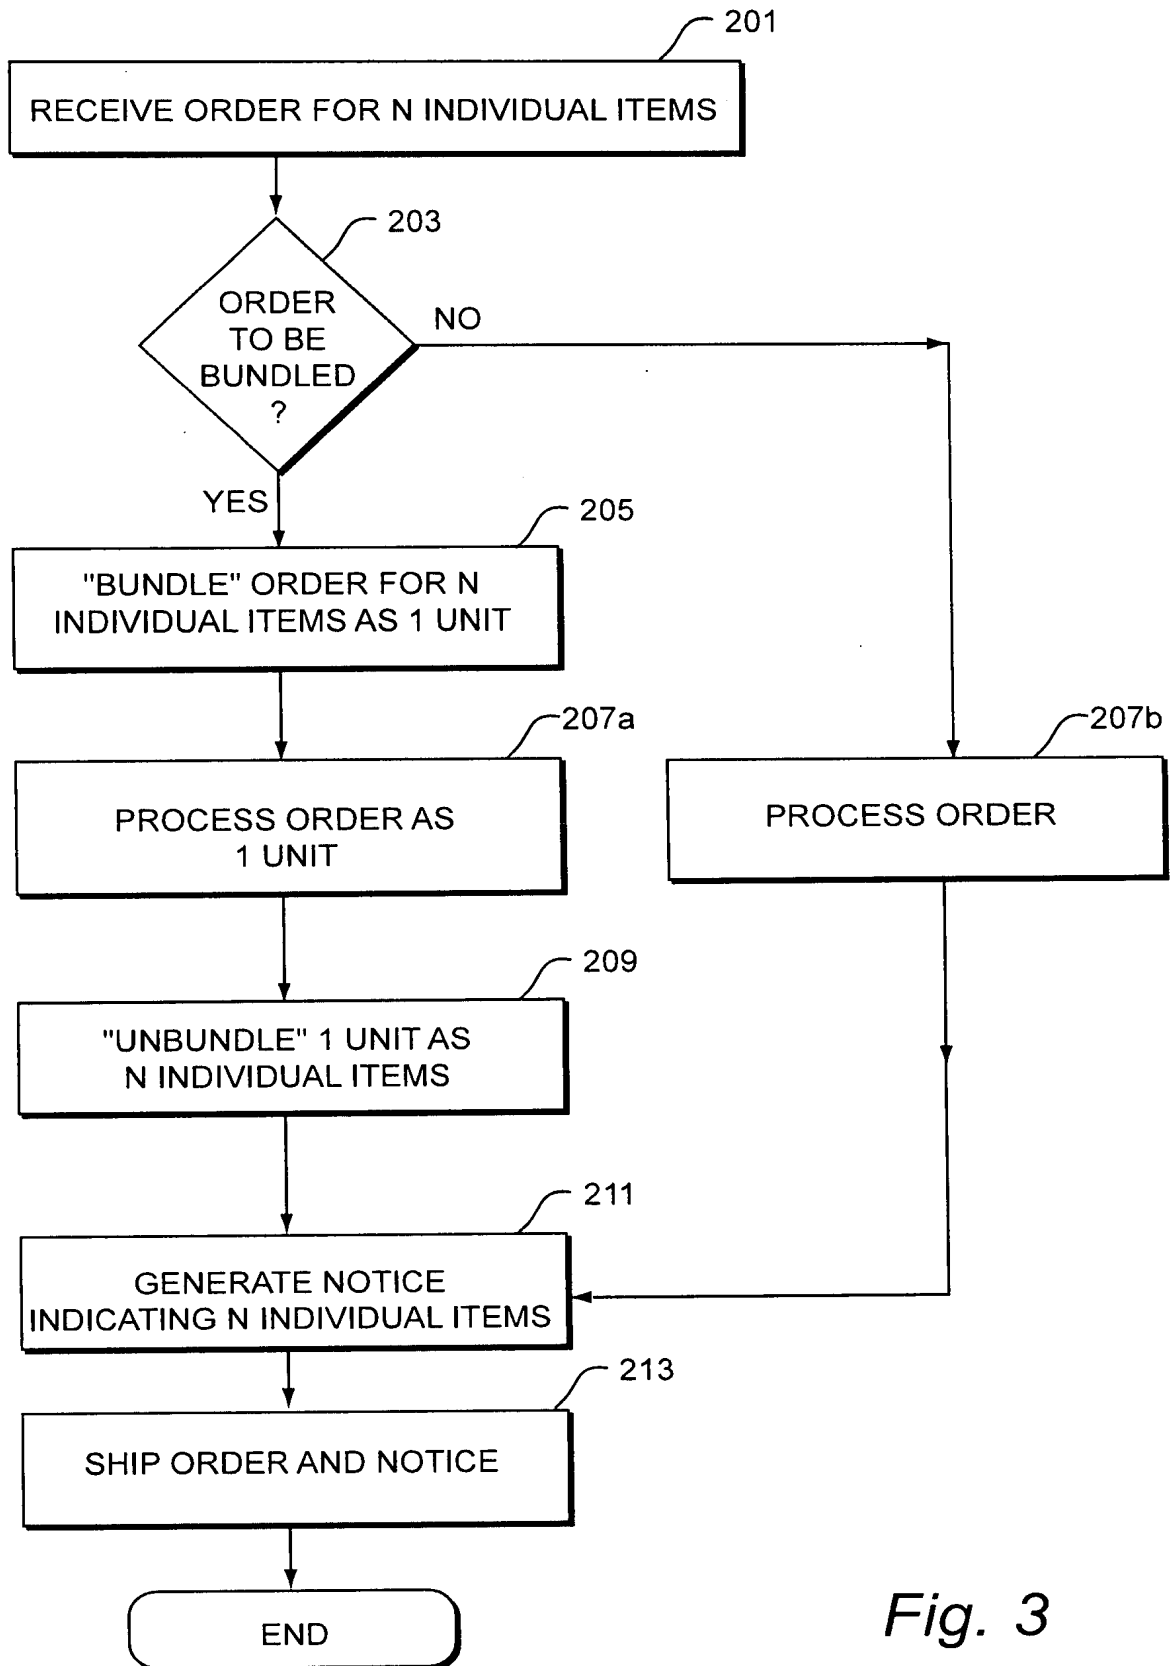 201
RECEIVE ORDER FOR N INDIVIDUAL ITEMS
203
ORDER
TO BE
BUNDLED
?
NO
YES
205
"BUNDLE" ORDER FOR N
INDIVIDUAL ITEMS AS 1 UNIT
207a
PROCESS ORDER AS
1 UNIT
207b
PROCESS ORDER
209
"UNBUNDLE" 1 UNIT AS
N INDIVIDUAL ITEMS
211
GENERATE NOTICE
INDICATING N INDIVIDUAL ITEMS
213
SHIP ORDER AND NOTICE
END
Fig. 3